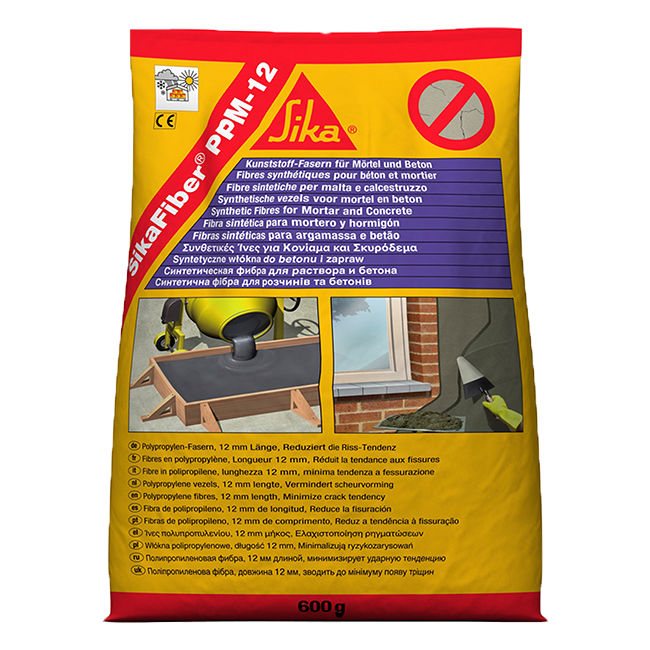 SikaFiber® PPM-12
CE
Sika®
Kunststoff-Fasern für Mörtel und Beton
Fibres synthétiques pour béton et mortier
Fibre sintetiche per malta e calcestruzzo
Synthetische vezels voor mortel en beton
Synthetic Fibres for Mortar and Concrete
Fibra sintética para mortero y hormigón
Fibras sintéticas para argamassa e betão
Συνθετικές Ίνες για Κονίαμα και Σκυρόδεμα
Syntetyczne włókna do betonu i zapraw
Синтетическая фибра для раствора и бетона
Синтетична фібра для розчинів та бетонів
de Polypropylen-Fasern, 12 mm Länge, Reduziert die Riss-Tendenz
fr Fibres en polypropylène, Longueur 12 mm, Réduit la tendance aux fissures
it Fibre in polipropilene, lunghezza 12 mm, minima tendenza a fessurazione
nl Polypropylene vezels, 12 mm lengte, Vermindert scheurvorming
en Polypropylene fibres, 12 mm length, Minimize crack tendency
es Fibra de polipropileno, 12 mm de longitud, Reduce la fisuración
pt Fibras de polipropileno, 12 mm de comprimento, Reduz a tendência à fissuração
el Ίνες πολυπροπυλενίου, 12 mm μήκος, Ελαχιστοποίηση ρηγματώσεων
pl Włókna polipropylenowe, długość 12 mm, Minimalizują ryzykozarysowań
ru Полипропиленовая фибра, 12 мм длиной, минимизирует ударную тенденцию
uk Поліпропіленова фібра, довжина 12 мм, зводить до мінімуму появу тріщин
600 g